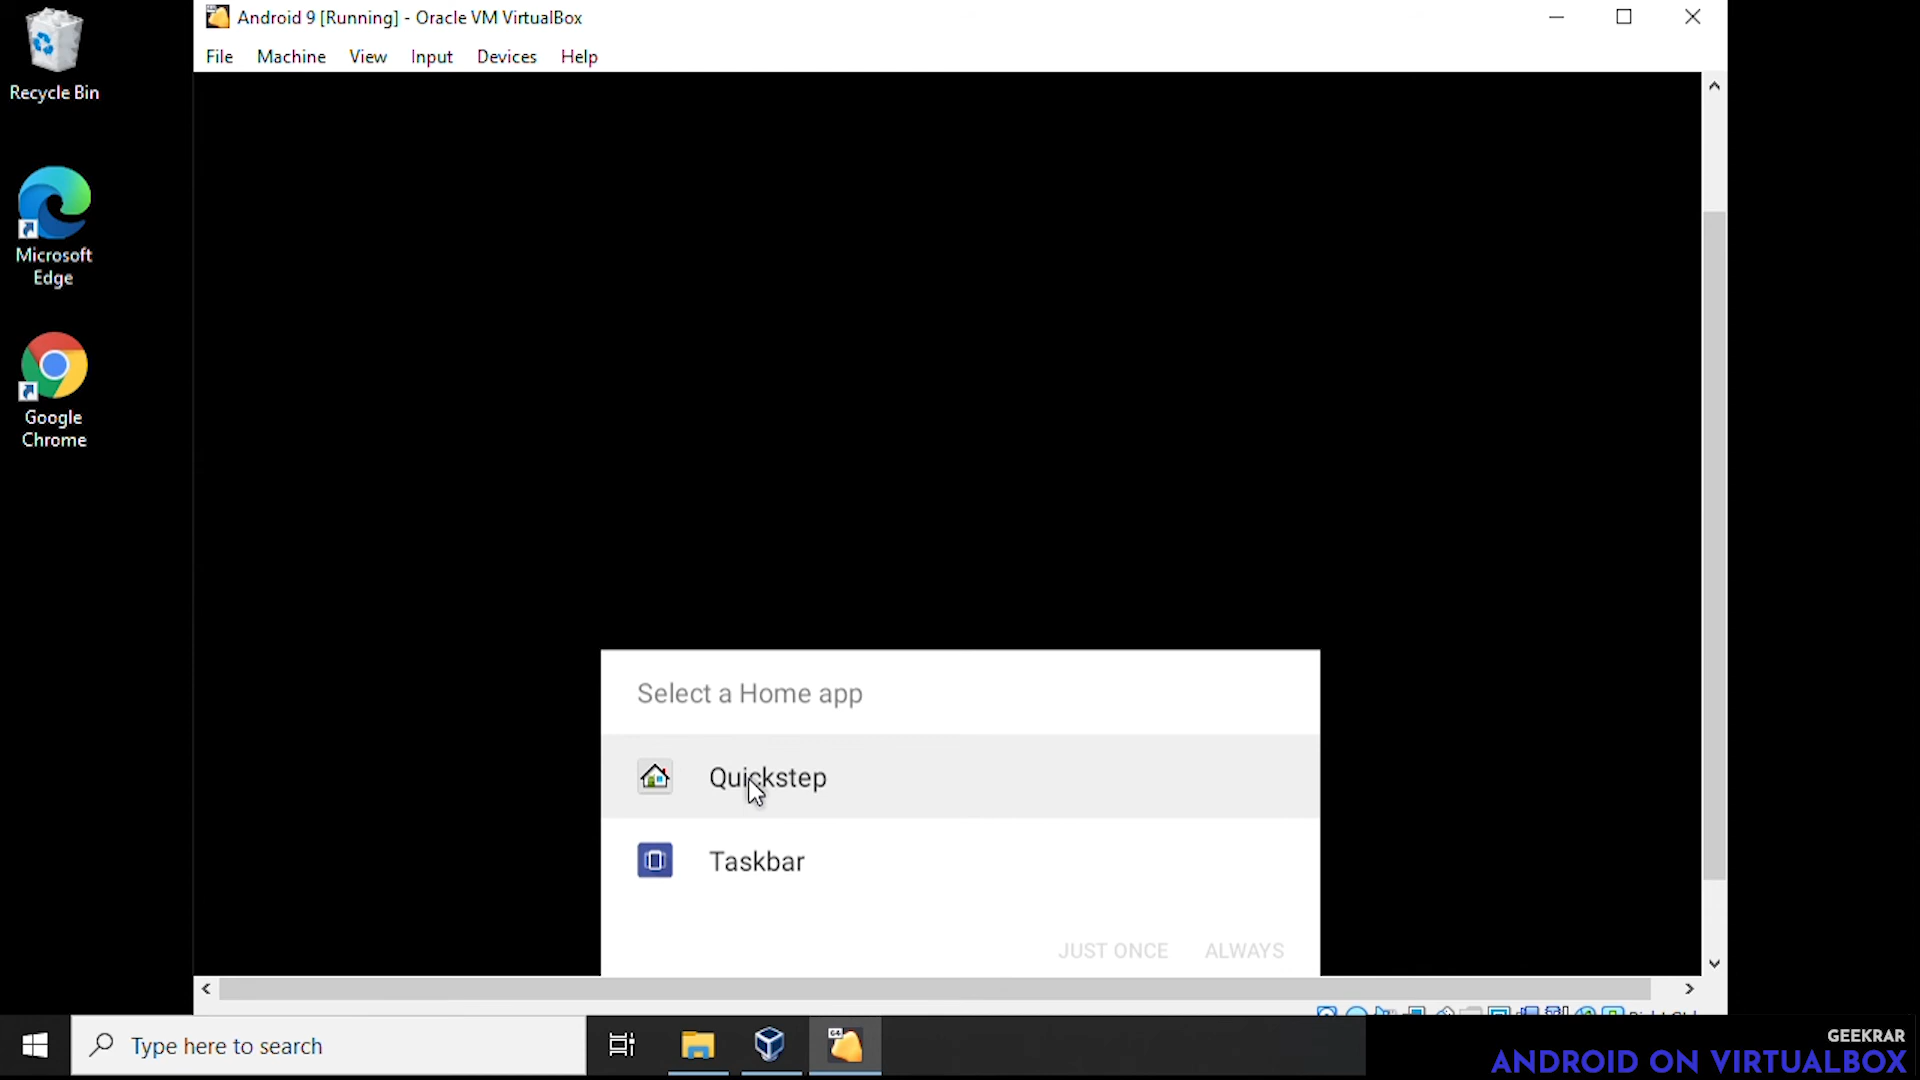 Android 9 [Running] - Oracle VM VirtualBox
File Machine View Input Devices Help
Recycle Bin
Microsoft
Edge
Google
Chrome
Select a Home app
Quickstep
Taskbar
JUST ONCE ALWAYS
Type here to search
64
GEEKRAR
ANDROID ON VIRTUALBOX